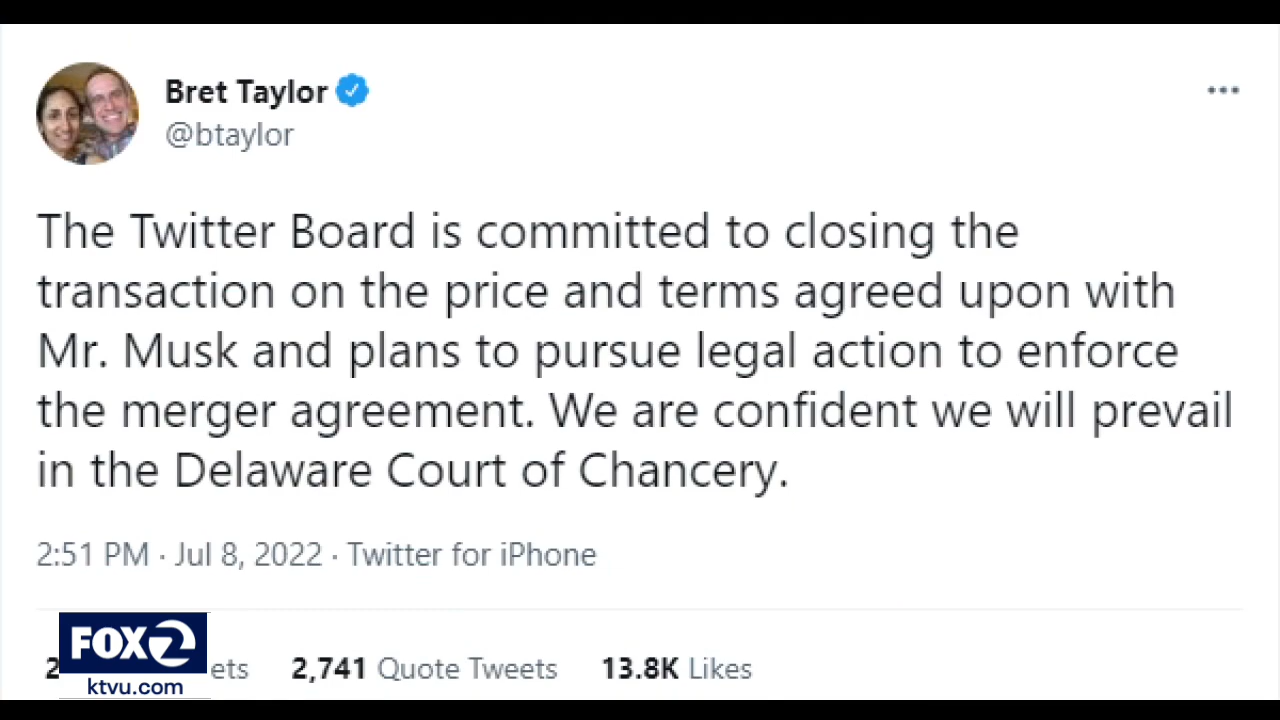 Bret Taylor
@btaylor
The Twitter Board is committed to closing the
transaction on the price and terms agreed upon with
Mr. Musk and plans to pursue legal action to enforce
the merger agreement. We are confident we will prevail
in the Delaware Court of Chancery.
2:51 PM · Jul 8, 2022 · Twitter for iPhone
2 ets 2,741 Quote Tweets 13.8K Likes
FOX 2
ktvu.com